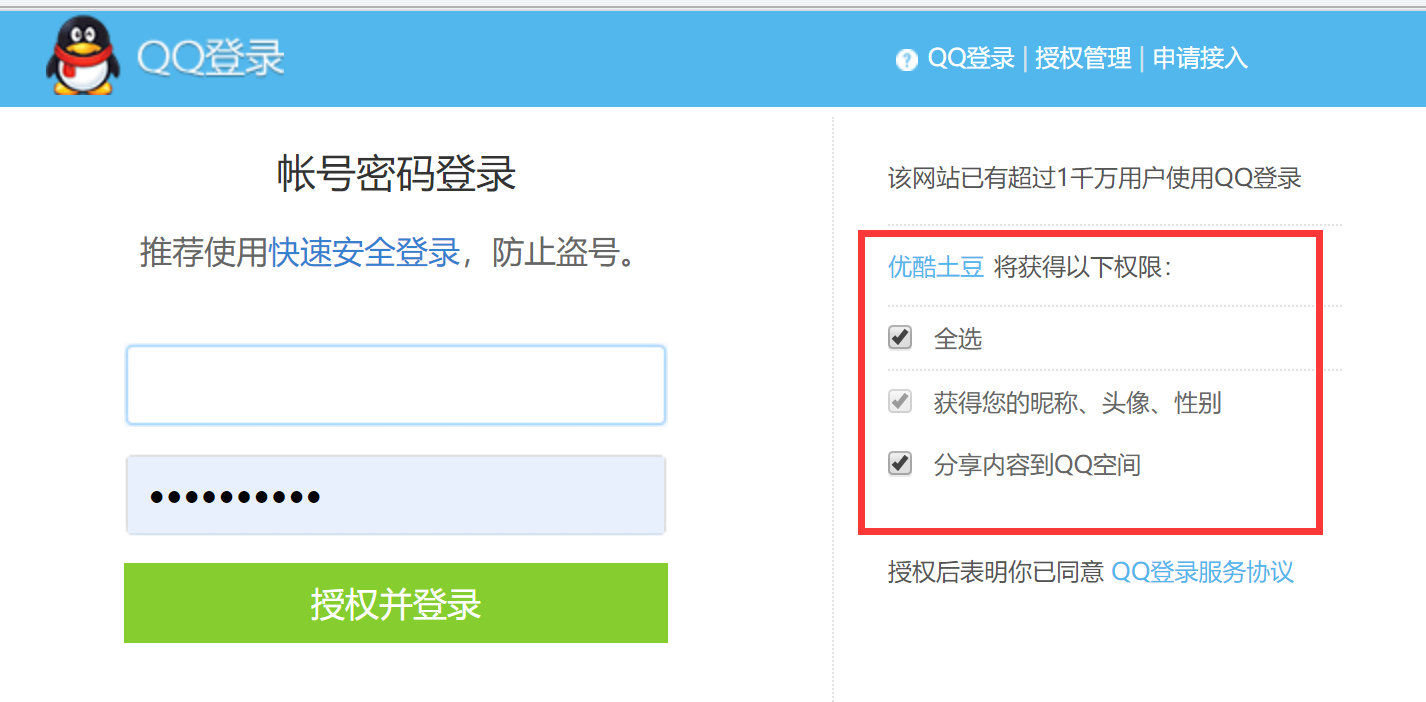 QQ登录
? QQ登录 | 授权管理 | 申请接入
帐号密码登录
推荐使用快速安全登录，防止盗号。
••••••••••
授权并登录
该网站已有超过1千万用户使用QQ登录
优酷土豆 将获得以下权限：
全选
获得您的昵称、头像、性别
分享内容到QQ空间
授权后表明你已同意 QQ登录服务协议